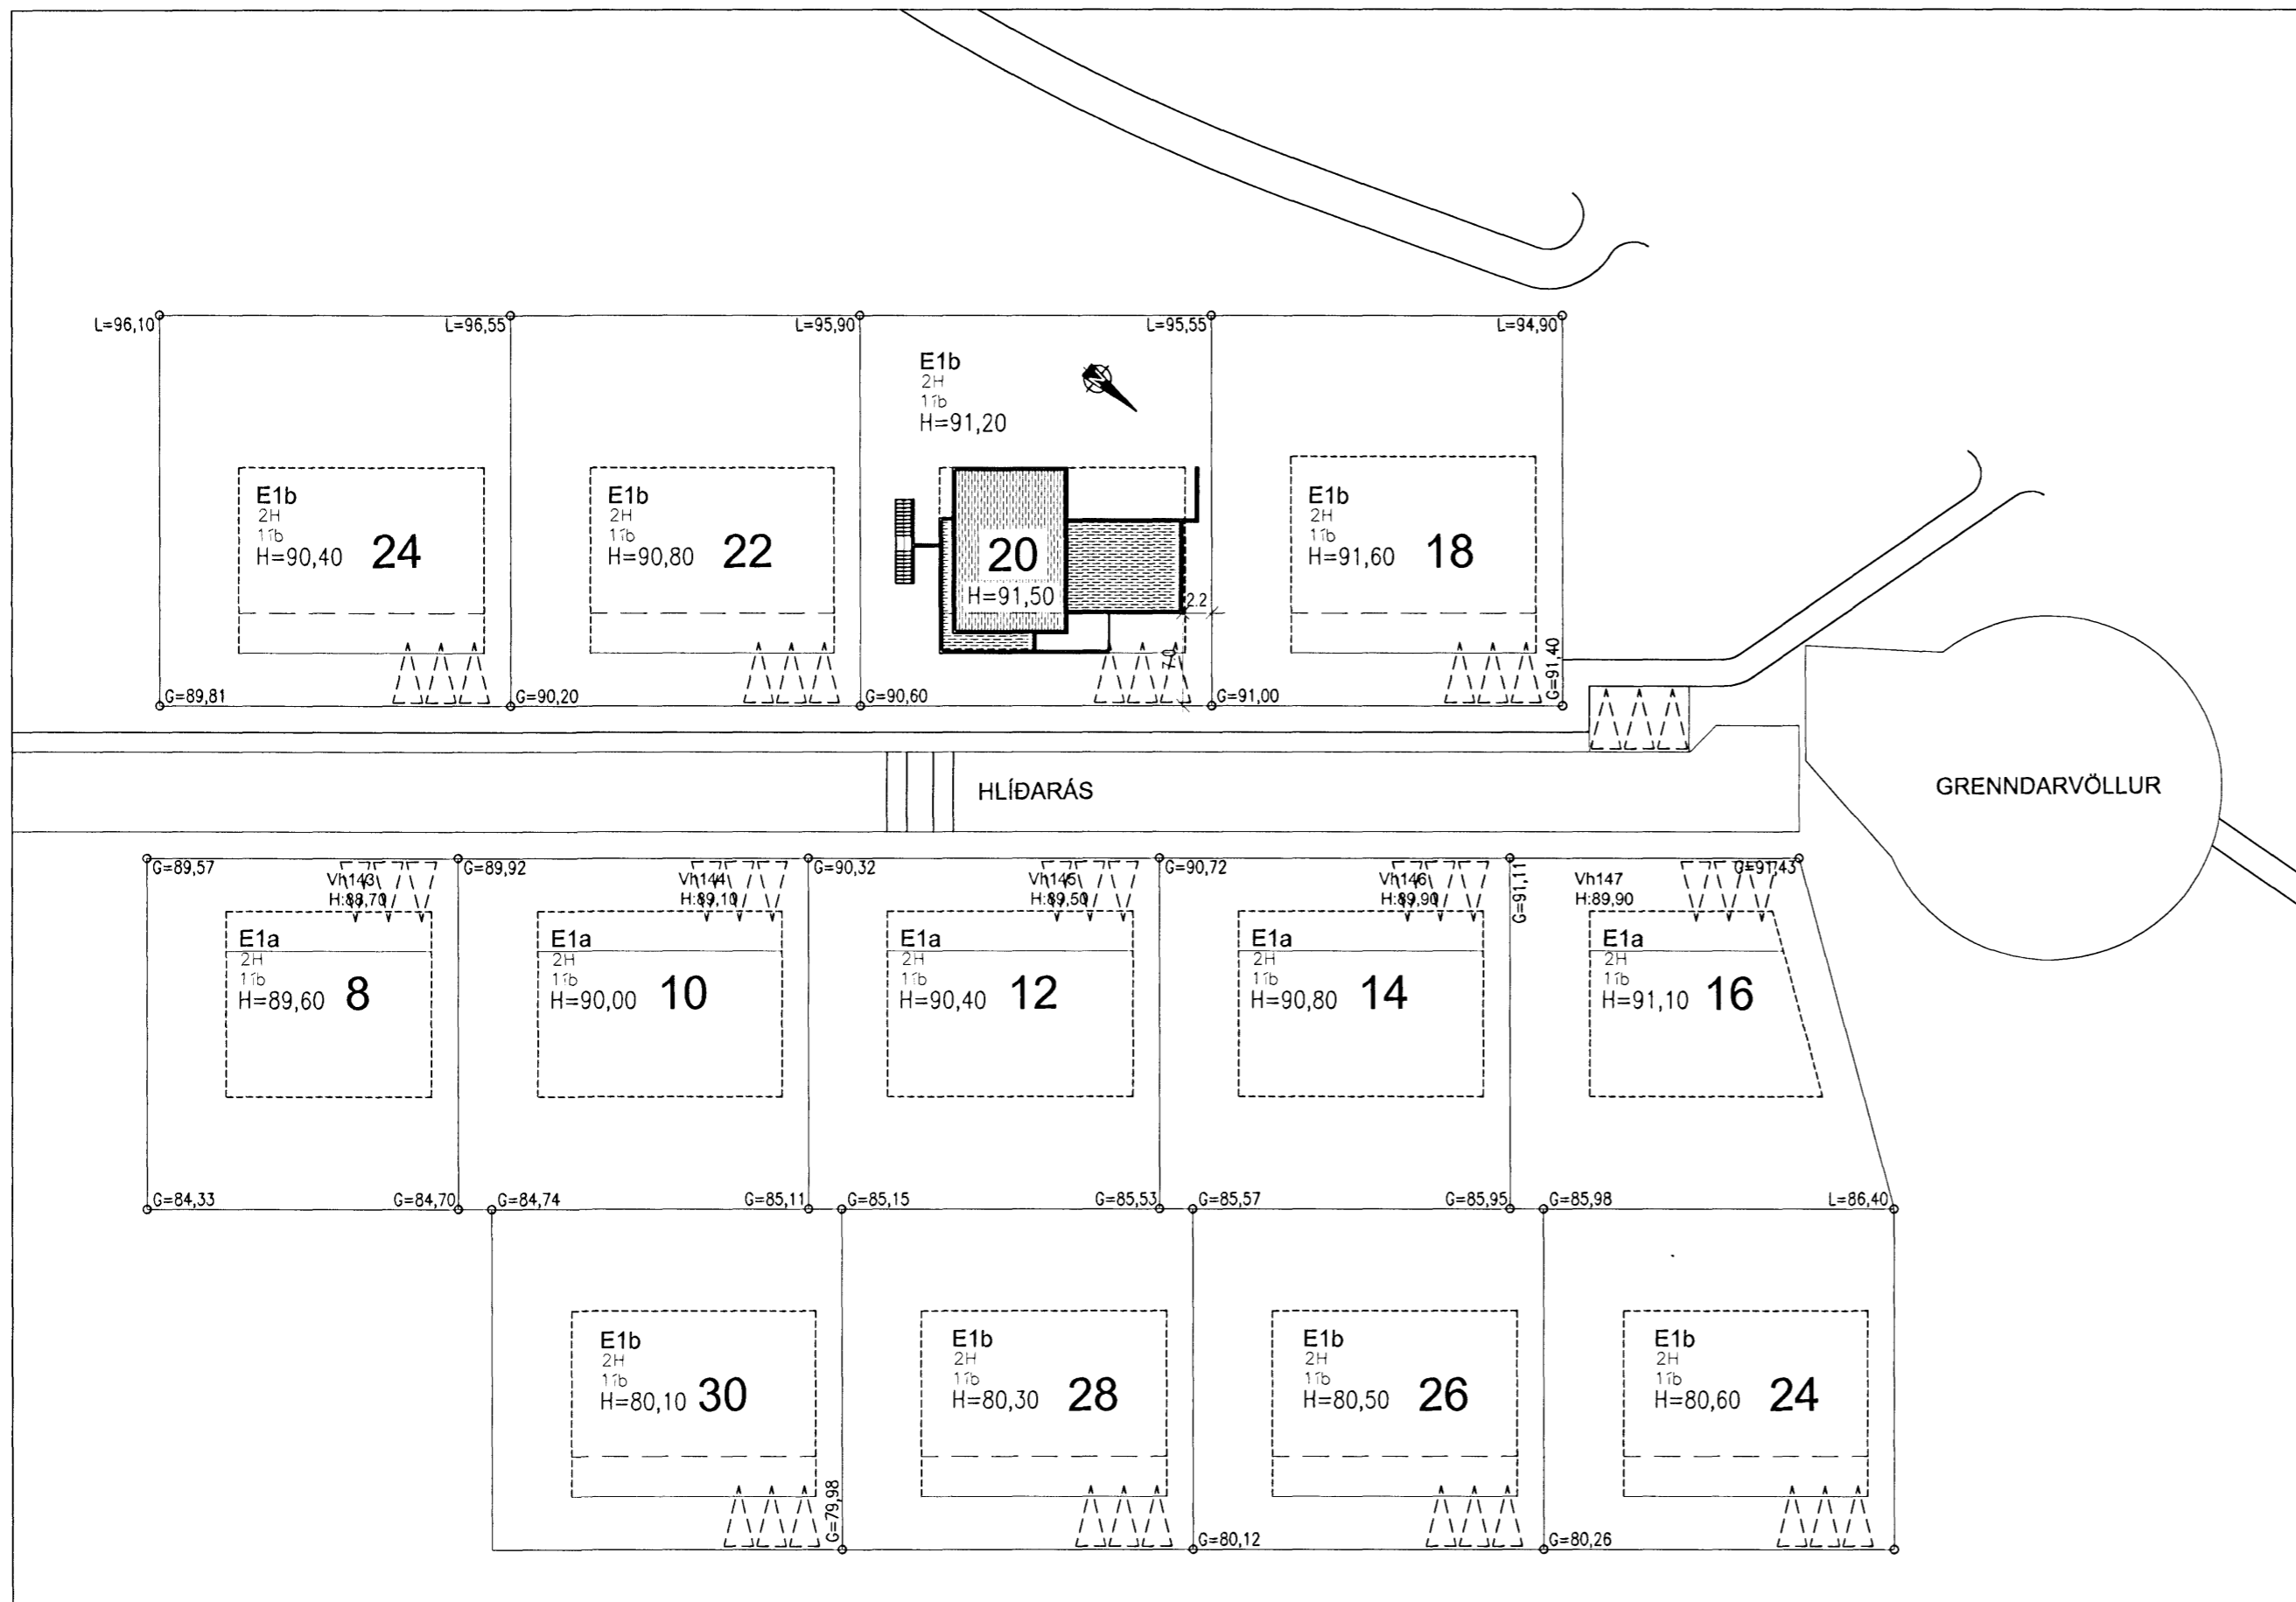 L=96,10
L=96,55
L=95,90
L=95,55
L=94,90
E1b
2H
1íb
H=91,20
N
E1b
2H
1íb
H=90,40
24
E1b
2H
1íb
H=90,80
22
20
H=91,50
E1b
2H
1íb
H=91,60
18
2.2
7.0
G=89,81
G=90,20
G=90,60
G=91,00
G=91,40
HLÍÐARÁS
GRENNDARVÖLLUR
G=89,57
G=89,92
G=90,32
G=90,72
G=91,11
G=91,43
Vh143
H:88,70
Vh144
H:89,10
Vh145
H:89,50
Vh146
H:89,90
Vh147
H:89,90
E1a
2H
1íb
H=89,60
8
E1a
2H
1íb
H=90,00
10
E1a
2H
1íb
H=90,40
12
E1a
2H
1íb
H=90,80
14
E1a
2H
1íb
H=91,10
16
G=84,33
G=84,70
G=84,74
G=85,11
G=85,15
G=85,53
G=85,57
G=85,95
G=85,98
L=86,40
E1b
2H
1íb
H=80,10
30
E1b
2H
1íb
H=80,30
28
E1b
2H
1íb
H=80,50
26
E1b
2H
1íb
H=80,60
24
G=79,98
G=80,12
G=80,26